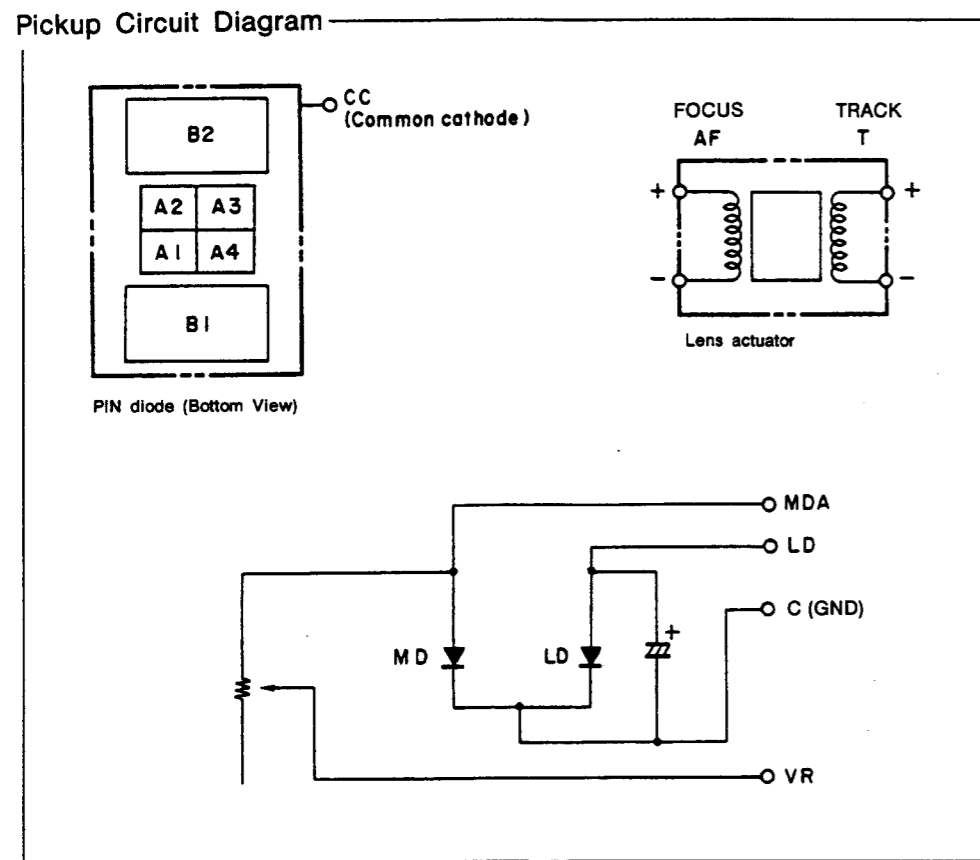 Pickup Circuit Diagram
CC
(Common cathode)
B2
A2 A3
A1 A4
B1
PIN diode (Bottom View)
FOCUS TRACK
AF T
+ +
- -
Lens actuator
MDA
LD
C (GND)
+
MD LD
VR